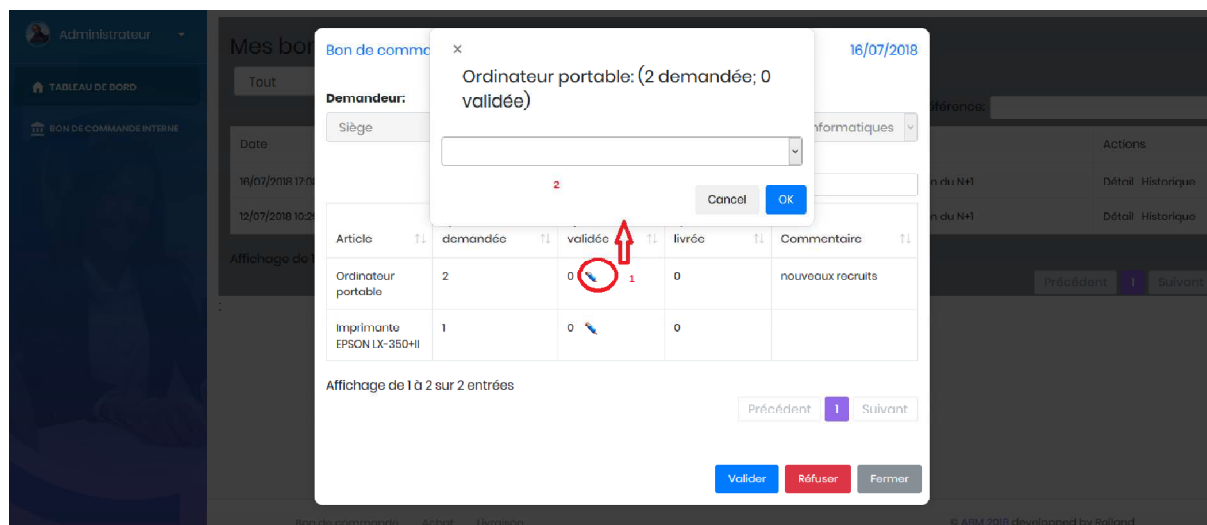 Administrateur
TABLEAU DE BORD
BON DE COMMANDE INTERNE
Mes bon
Tout
Référence:
Date
Actions
16/07/2018 17:0
n du N+1
Détail Historique
12/07/2018 10:2
n du N+1
Détail Historique
Affichage de 1
Précédent 1 Suivant
:
Bon de comma
16/07/2018
Demandeur:
Siège
nformatiques
×
Ordinateur portable: (2 demandée; 0
validée)
2
Cancel OK
Article demandée validée livrée Commentaire
Ordinateur
portable
2 0 1 0 nouveaux recruits
Imprimante
EPSON LX-350+II
1 0 0
Affichage de 1 à 2 sur 2 entrées
Précédent 1 Suivant
Valider Réfuser Fermer
Bon de commande Achat Livraison
© ABM 2018 developped by Rolland